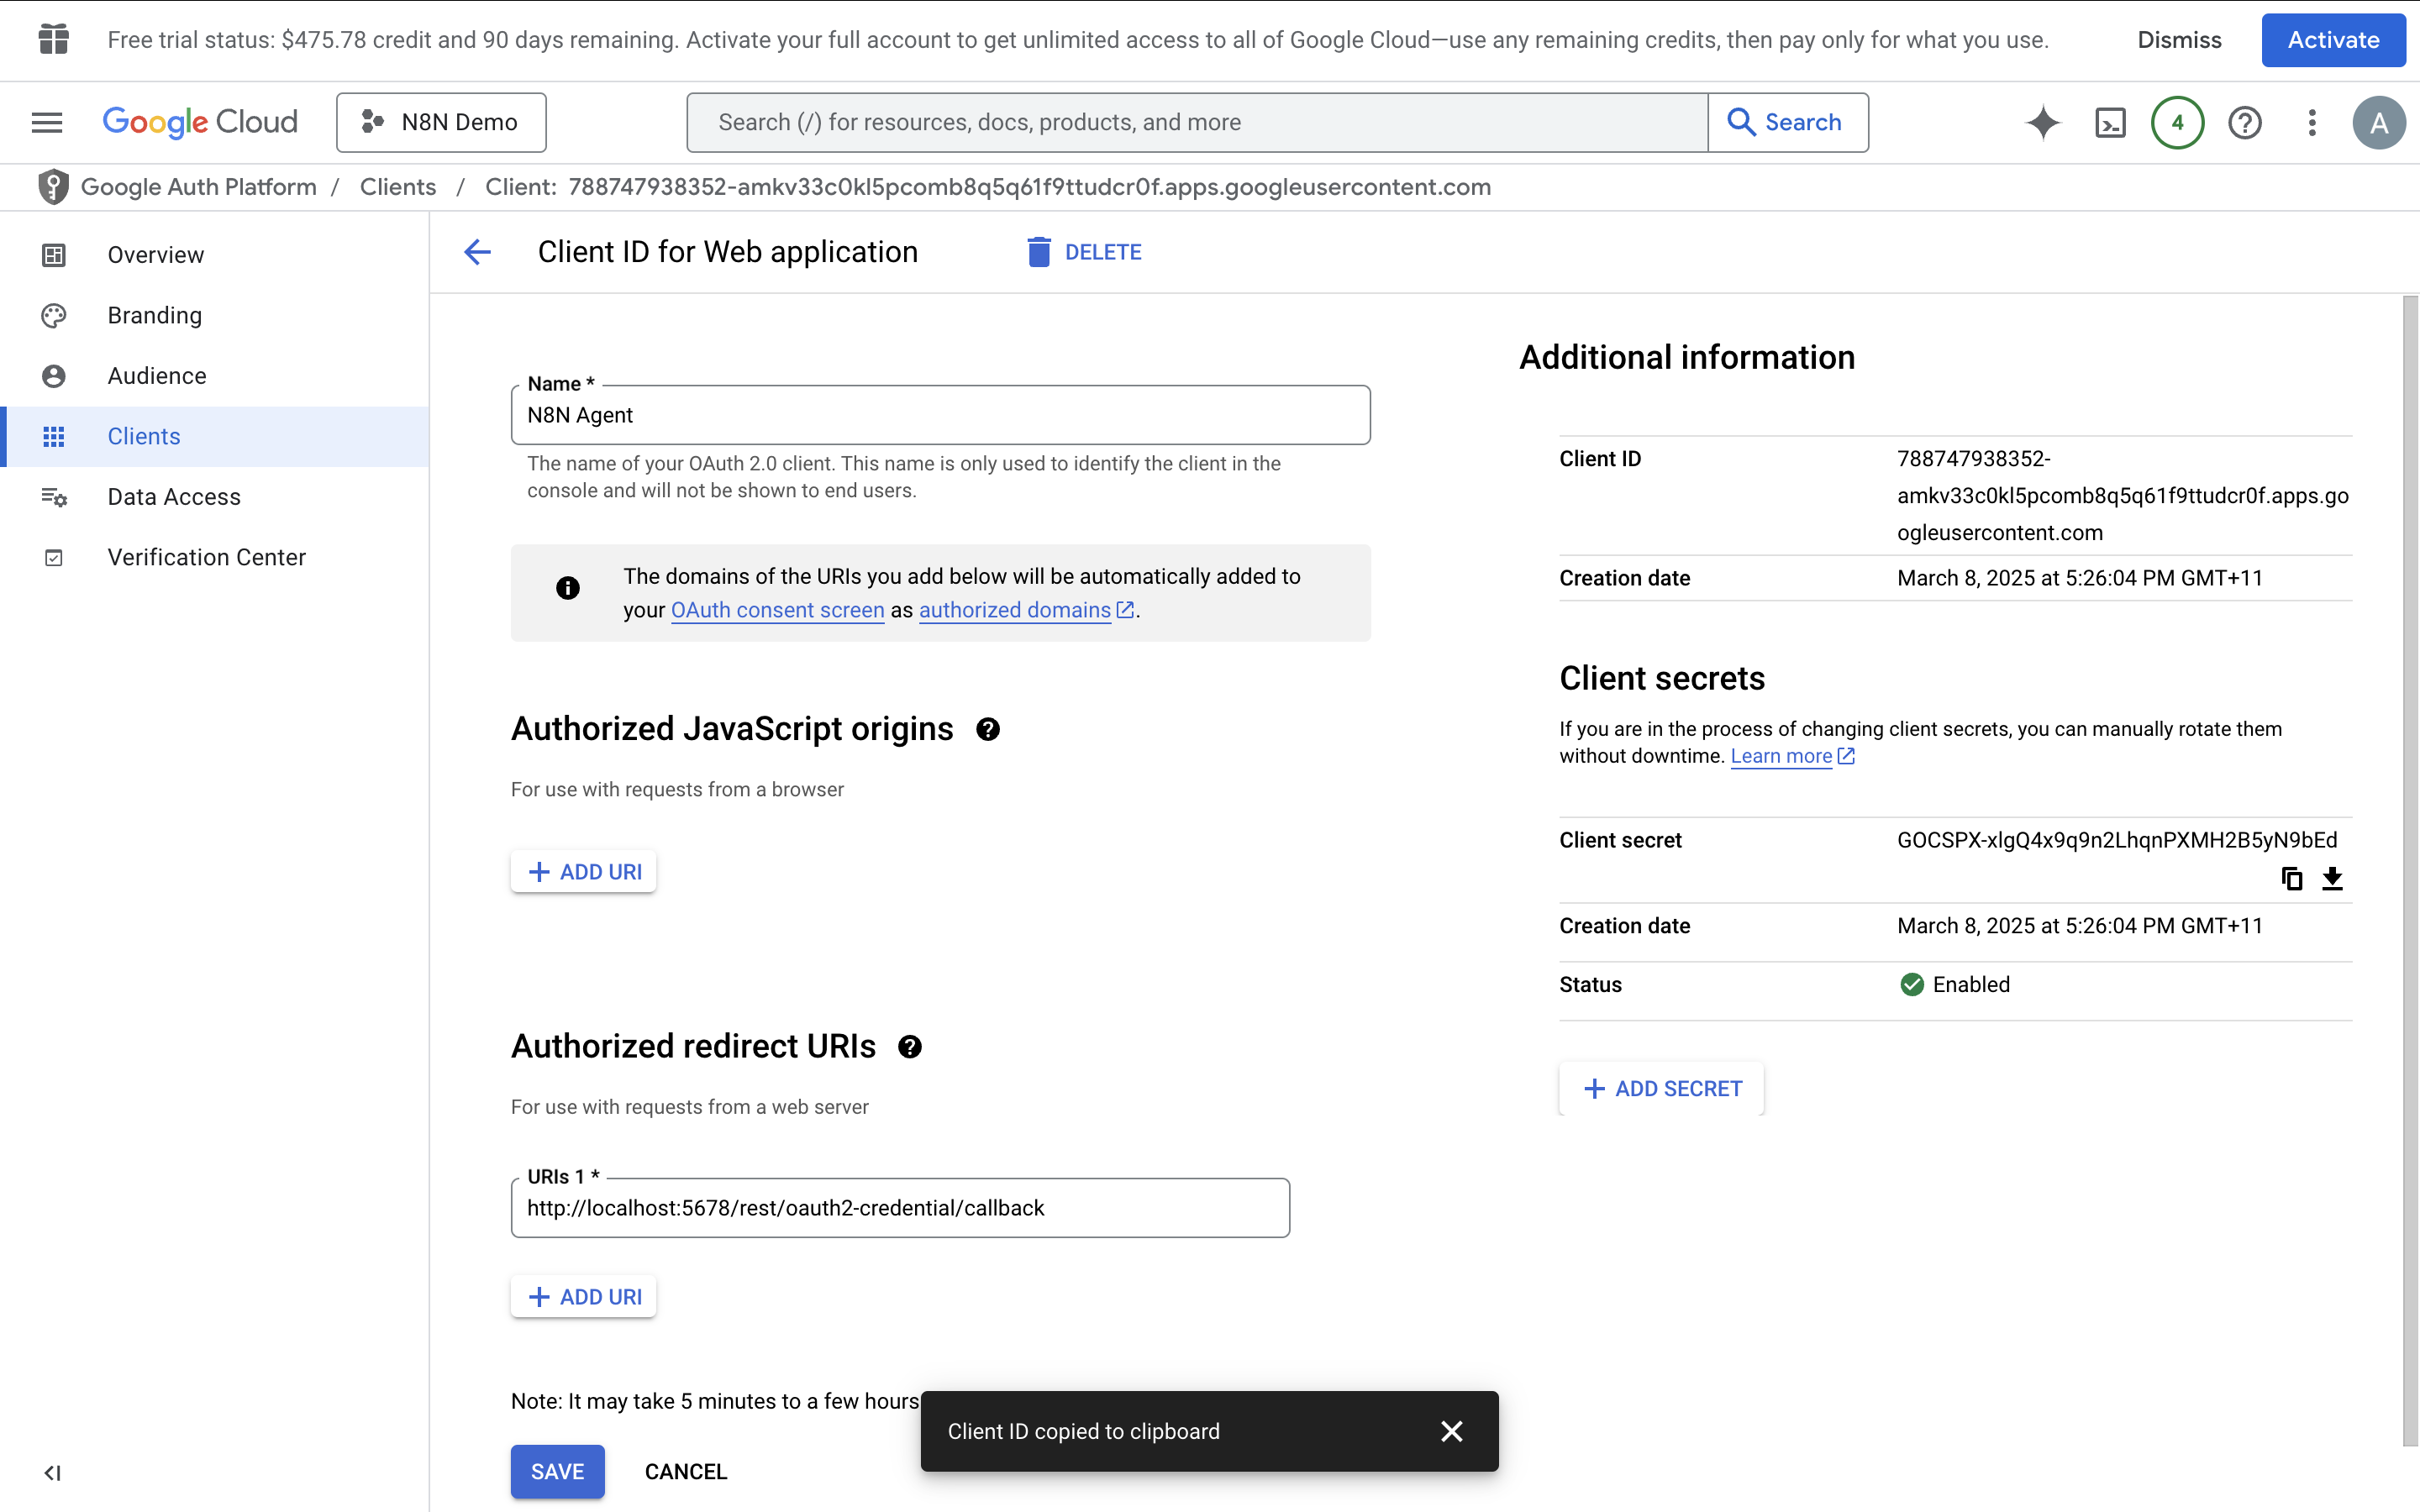 Free trial status: $475.78 credit and 90 days remaining. Activate your full account to get unlimited access to all of Google Cloud—use any remaining credits, then pay only for what you use.
Dismiss
Activate
Google Cloud
N8N Demo
Search (/) for resources, docs, products, and more
Search
4
A
Google Auth Platform / Clients / Client: 788747938352-amkv33c0kl5pcomb8q5q61f9ttudcr0f.apps.googleusercontent.com
Overview
Branding
Audience
Clients
Data Access
Verification Center
Client ID for Web application
DELETE
Name *
N8N Agent
The name of your OAuth 2.0 client. This name is only used to identify the client in the
console and will not be shown to end users.
The domains of the URIs you add below will be automatically added to
your OAuth consent screen as authorized domains.
Authorized JavaScript origins
For use with requests from a browser
ADD URI
Authorized redirect URIs
For use with requests from a web server
URIs 1 *
http://localhost:5678/rest/oauth2-credential/callback
ADD URI
Note: It may take 5 minutes to a few hours
SAVE
CANCEL
Additional information
Client ID
788747938352-
amkv33c0kl5pcomb8q5q61f9ttudcr0f.apps.go
ogleusercontent.com
Creation date
March 8, 2025 at 5:26:04 PM GMT+11
Client secrets
If you are in the process of changing client secrets, you can manually rotate them
without downtime. Learn more
Client secret
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
Creation date
March 8, 2025 at 5:26:04 PM GMT+11
Status
Enabled
ADD SECRET
Client ID copied to clipboard